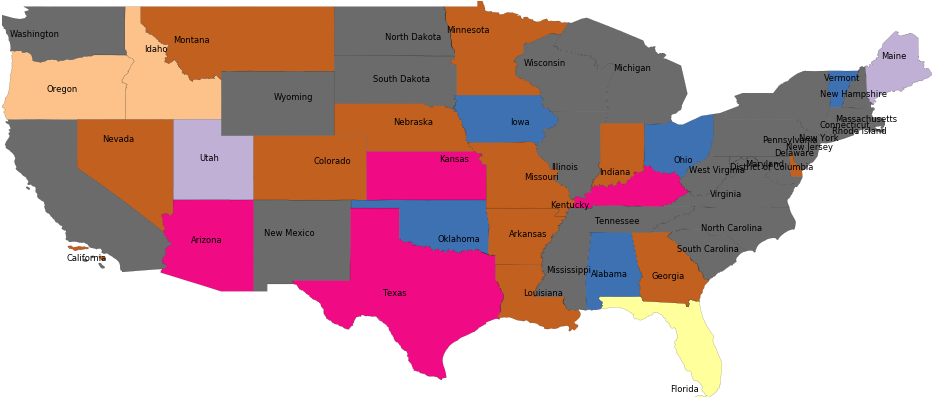 Washington
Montana
Minnesota
North Dakota
Idaho
Maine
Wisconsin
Michigan
South Dakota
Vermont
Oregon
Wyoming
New Hampshire
Nebraska
Iowa
Massachusetts
Connecticut
Rhode Island
Nevada
Pennsylvania
New York
New Jersey
Utah
Colorado
Kansas
Ohio
Delaware
Illinois
Indiana
West Virginia
Maryland
District of Columbia
Missouri
Virginia
Kentucky
California
Arizona
New Mexico
Oklahoma
Arkansas
Tennessee
North Carolina
South Carolina
Mississippi
Alabama
Georgia
Texas
Louisiana
Florida